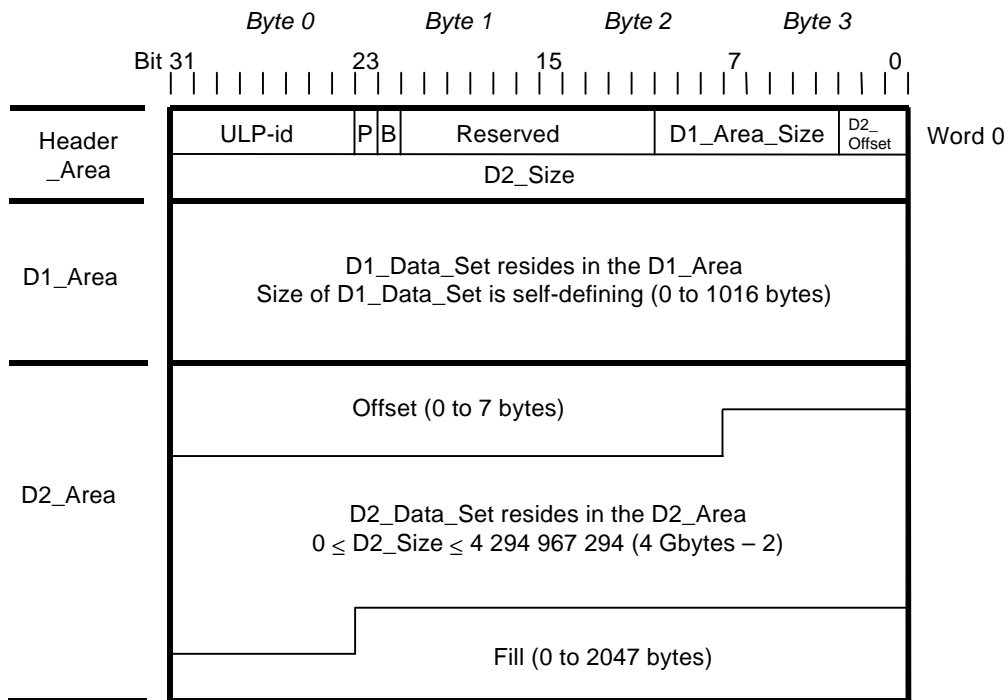 Byte 0 Byte 1 Byte 2 Byte 3
Bit 31 23 15 7 0
Header
_Area
ULP-id P B Reserved D1_Area_Size D2_
Offset
Word 0
D2_Size
D1_Area
D1_Data_Set resides in the D1_Area
Size of D1_Data_Set is self-defining (0 to 1016 bytes)
Offset (0 to 7 bytes)
D2_Area
D2_Data_Set resides in the D2_Area
0 ≤ D2_Size ≤ 4 294 967 294 (4 Gbytes – 2)
Fill (0 to 2047 bytes)